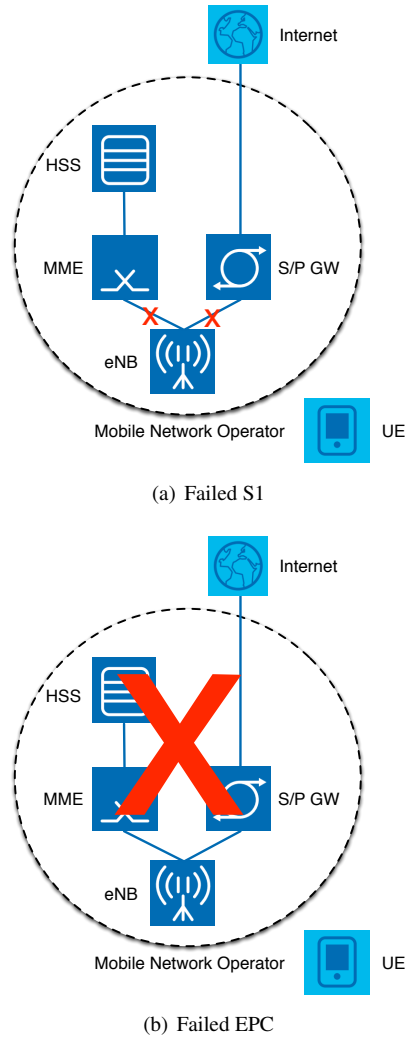 Internet
HSS
MME
S/P GW
X
X
eNB
Mobile Network Operator
UE
(a) Failed S1
Internet
HSS
X
MME
S/P GW
eNB
Mobile Network Operator
UE
(b) Failed EPC